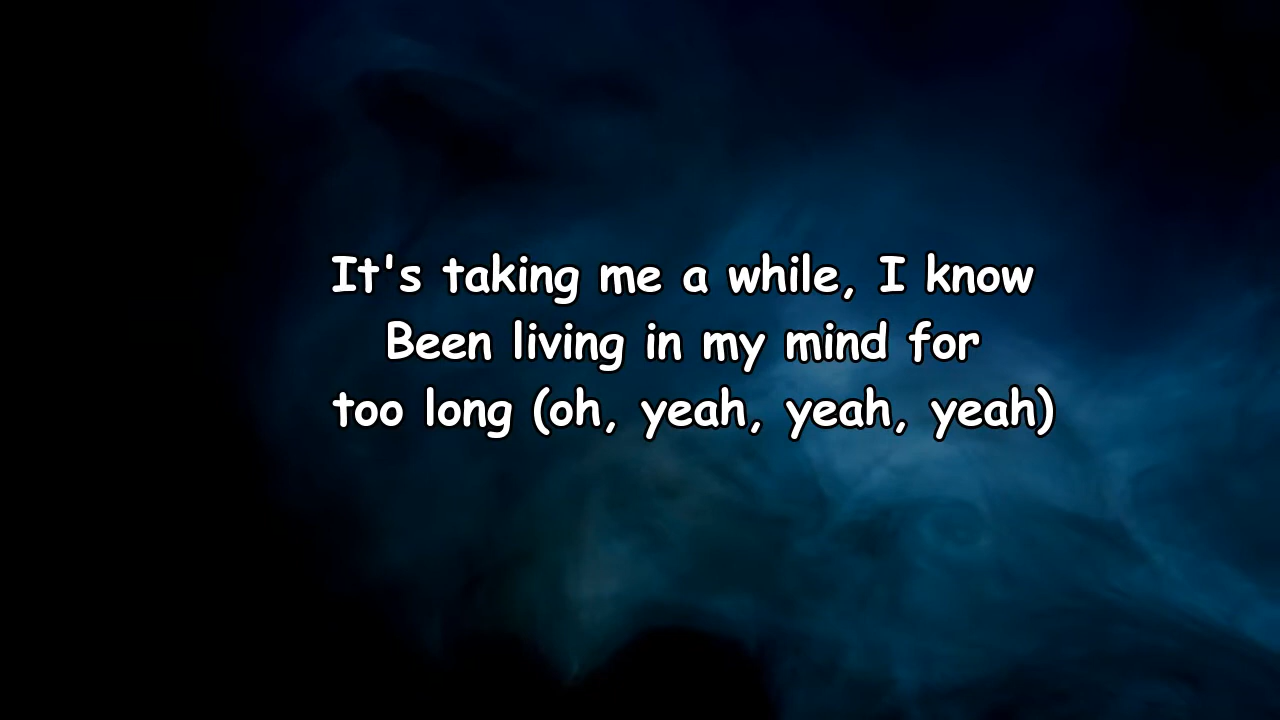 It's taking me a while, I know
Been living in my mind for
too long (oh, yeah, yeah, yeah)